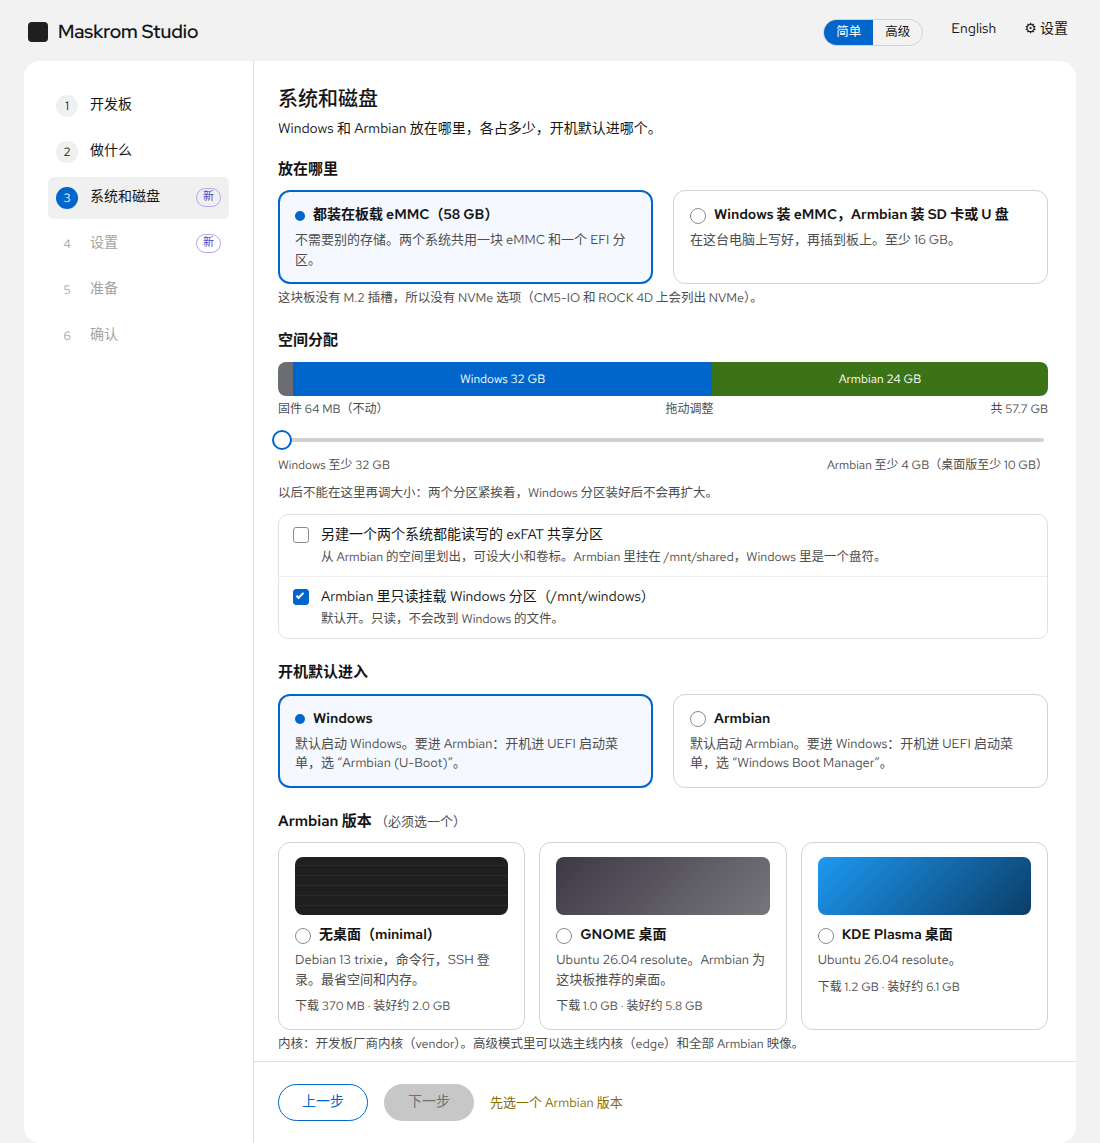 Maskrom Studio
简单 高级 English ⚙ 设置
1 开发板
2 做什么
3 系统和磁盘 新
4 设置 新
5 准备
6 确认
系统和磁盘
Windows 和 Armbian 放在哪里，各占多少，开机默认进哪个。
放在哪里
都装在板载 eMMC（58 GB）
不需要别的存储。两个系统共用一块 eMMC 和一个 EFI 分
区。
Windows 装 eMMC，Armbian 装 SD 卡或 U 盘
在这台电脑上写好，再插到板上。至少 16 GB。
这块板没有 M.2 插槽，所以没有 NVMe 选项（CM5-IO 和 ROCK 4D 上会列出 NVMe）。
空间分配
Windows 32 GB Armbian 24 GB
固件 64 MB（不动） 拖动调整 共 57.7 GB
Windows 至少 32 GB Armbian 至少 4 GB（桌面版至少 10 GB）
以后不能在这里再调大小：两个分区紧挨着，Windows 分区装好后不会再扩大。
另建一个两个系统都能读写的 exFAT 共享分区
从 Armbian 的空间里划出，可设大小和卷标。Armbian 里挂在 /mnt/shared，Windows 里是一个盘符。
Armbian 里只读挂载 Windows 分区（/mnt/windows）
默认开。只读，不会改到 Windows 的文件。
开机默认进入
Windows
默认启动 Windows。要进 Armbian：开机进 UEFI 启动菜
单，选 “Armbian (U-Boot)”。
Armbian
默认启动 Armbian。要进 Windows：开机进 UEFI 启动菜
单，选 “Windows Boot Manager”。
Armbian 版本 （必须选一个）
无桌面（minimal）
Debian 13 trixie，命令行，SSH 登
录。最省空间和内存。
下载 370 MB · 装好约 2.0 GB
GNOME 桌面
Ubuntu 26.04 resolute。Armbian 为
这块板推荐的桌面。
下载 1.0 GB · 装好约 5.8 GB
KDE Plasma 桌面
Ubuntu 26.04 resolute。
下载 1.2 GB · 装好约 6.1 GB
内核：开发板厂商内核（vendor）。高级模式里可以选主线内核（edge）和全部 Armbian 映像。
上一步 下一步 先选一个 Armbian 版本